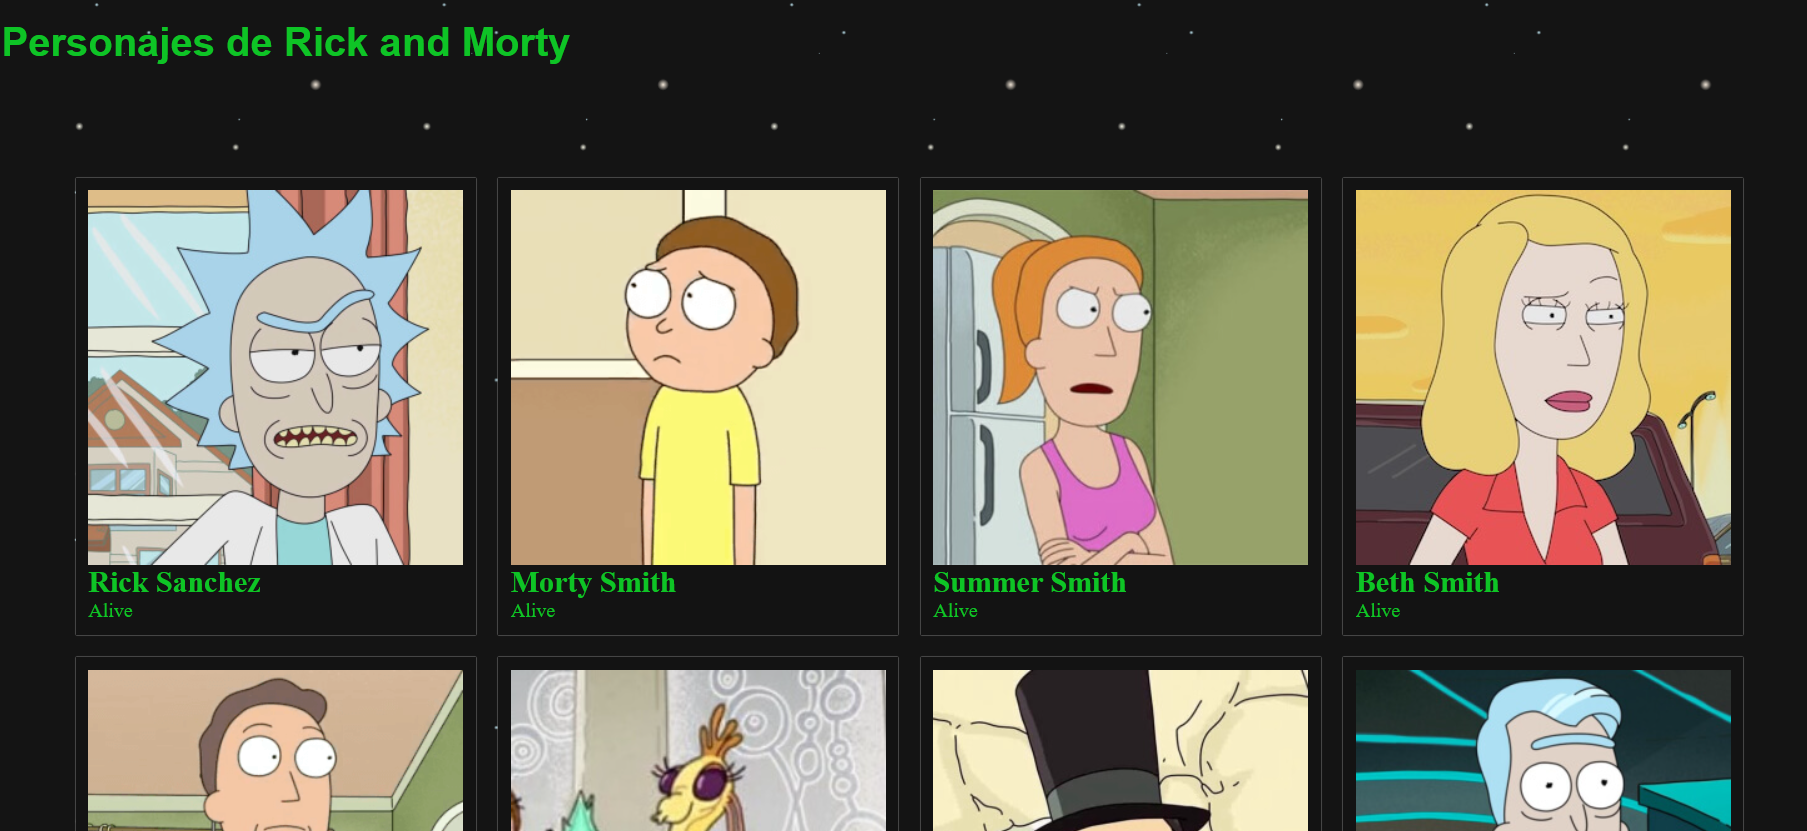 Personajes de Rick and Morty
Rick Sanchez
Alive
Morty Smith
Alive
Summer Smith
Alive
Beth Smith
Alive